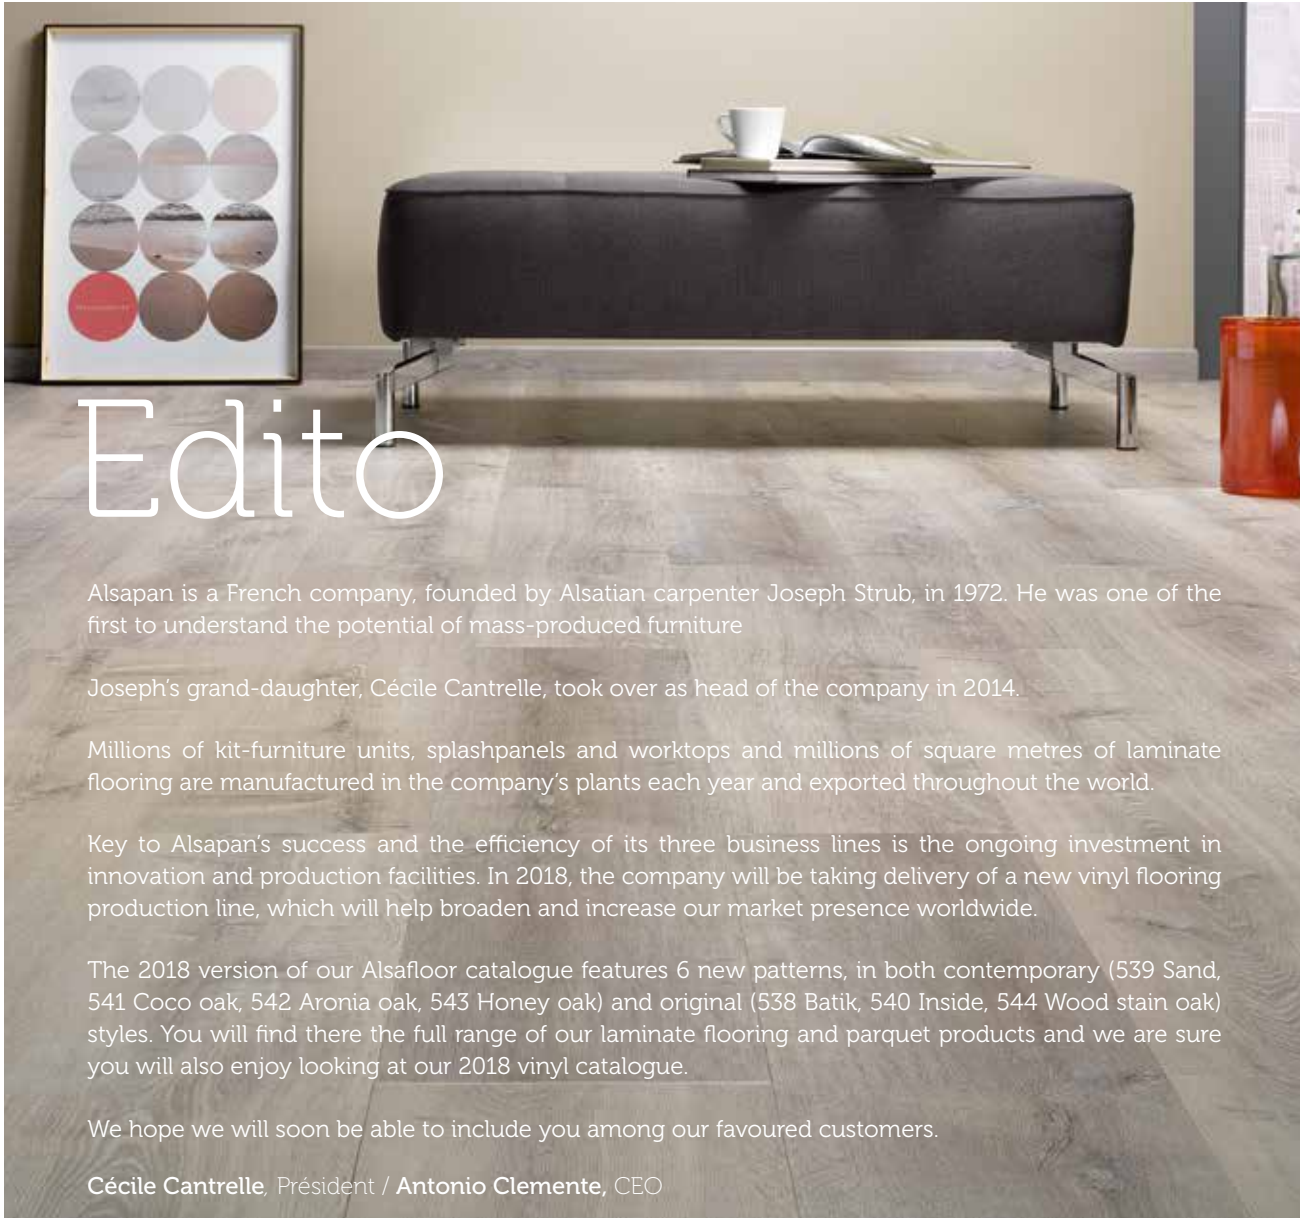 Edito
Alsapan is a French company, founded by Alsatian carpenter Joseph Strub, in 1972. He was one of the
first to understand the potential of mass-produced furniture
Joseph's grand-daughter, Cécile Cantrelle, took over as head of the company in 2014.
Millions of kit-furniture units, splashpanels and worktops and millions of square metres of laminate
flooring are manufactured in the company's plants each year and exported throughout the world.
Key to Alsapan's success and the efficiency of its three business lines is the ongoing investment in
innovation and production facilities. In 2018, the company will be taking delivery of a new vinyl flooring
production line, which will help broaden and increase our market presence worldwide.
The 2018 version of our Alsafloor catalogue features 6 new patterns, in both contemporary (539 Sand,
541 Coco oak, 542 Aronia oak, 543 Honey oak) and original (538 Batik, 540 Inside, 544 Wood stain oak)
styles. You will find there the full range of our laminate flooring and parquet products and we are sure
you will also enjoy looking at our 2018 vinyl catalogue.
We hope we will soon be able to include you among our favoured customers.
Cécile Cantrelle, Président / Antonio Clemente, CEO